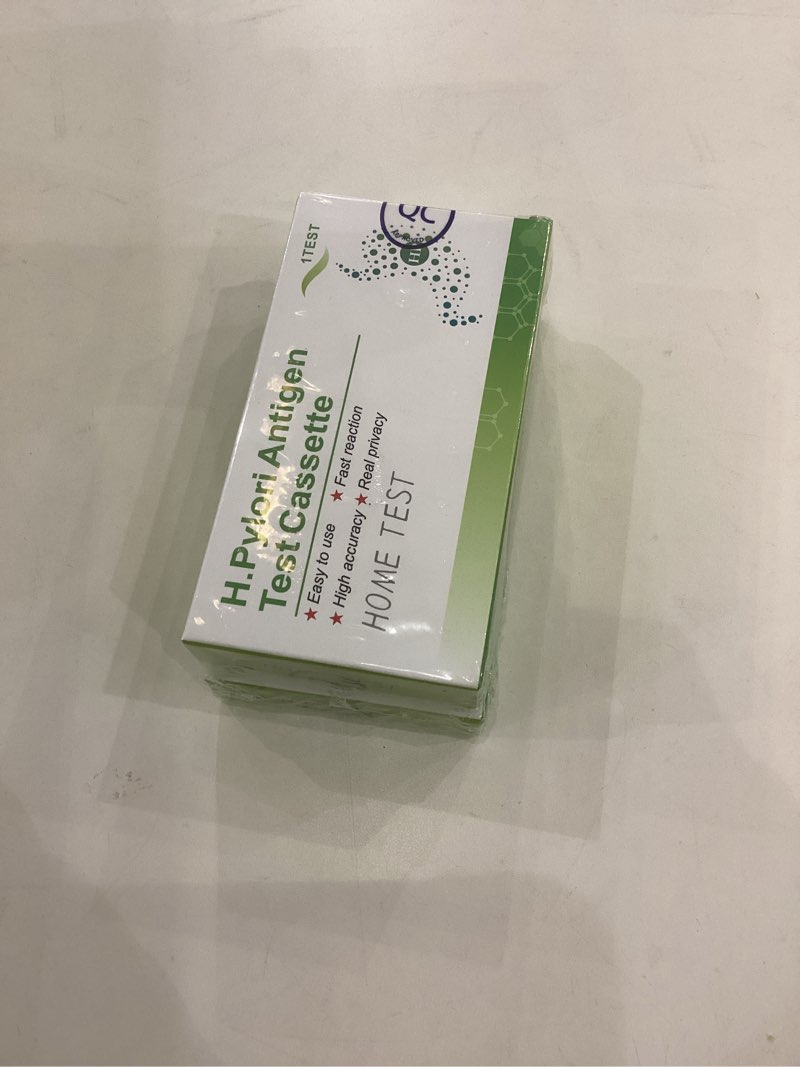 1TEST
QC
H
H.Pylori Antigen
Test Cassette
★ Easy to use ★ Fast reaction
★ High accuracy ★ Real privacy
HOME TEST